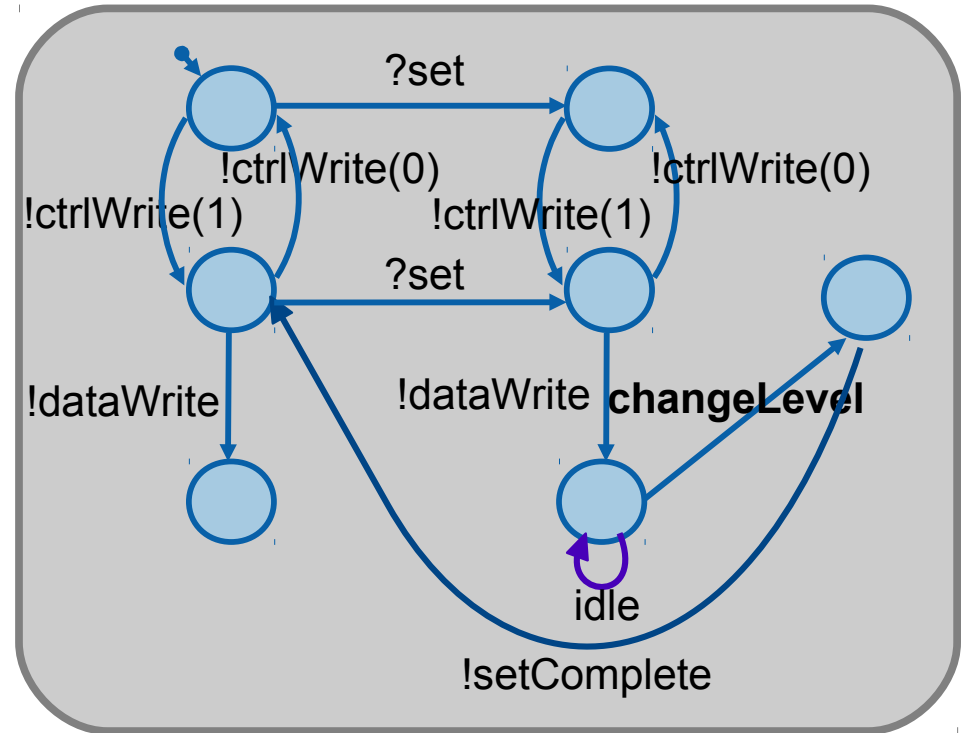 ?set
!ctrlWrite(0)
!ctrlWrite(0)
!ctrlWrite(1)
!ctrlWrite(1)
?set
!dataWrite
!dataWrite
changeLevel
idle
!setComplete